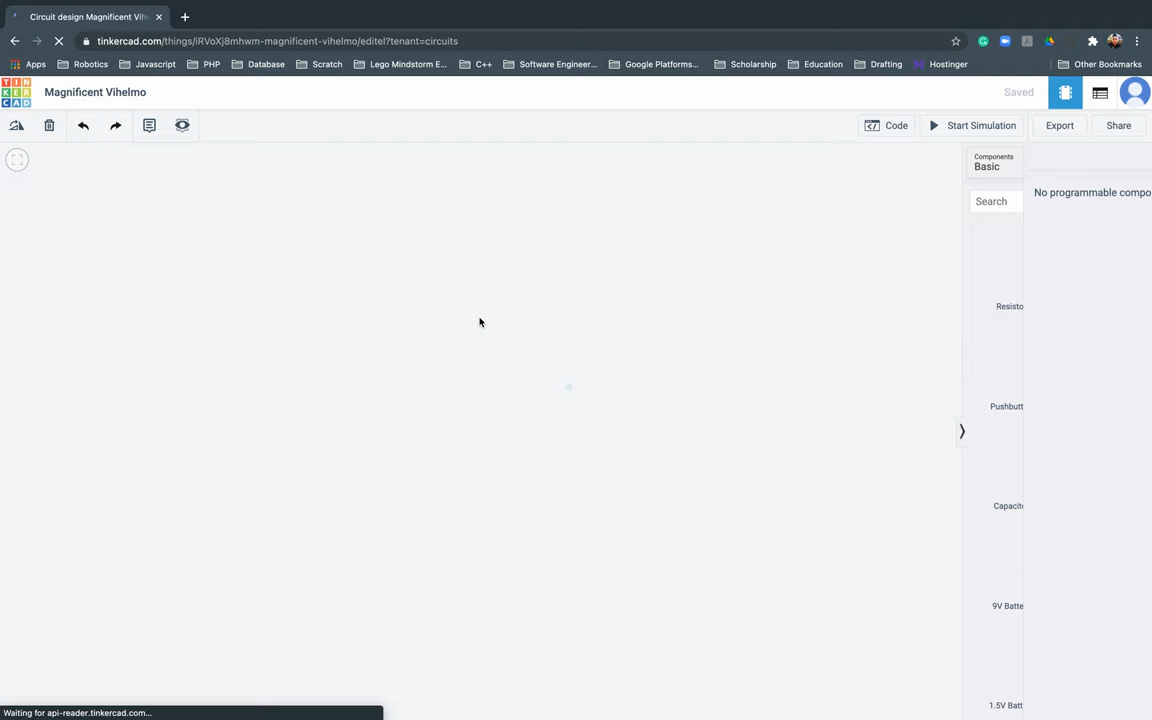 Circuit design Magnificent Vih
tinkercad.com/things/iRVoXj8mhwm-magnificent-vihelmo/editel?tenant=circuits
Apps Robotics Javascript PHP Database Scratch Lego Mindstorm E... C++ Software Engineer... Google Platforms... Scholarship Education Drafting Hostinger Other Bookmarks
TIN
KER
CAD
Magnificent Vihelmo
Saved
Code Start Simulation Export Share
Components
Basic
No programmable compo
Search
Resisto
Pushbutt
Capacito
9V Batte
1.5V Batt
Waiting for api-reader.tinkercad.com...